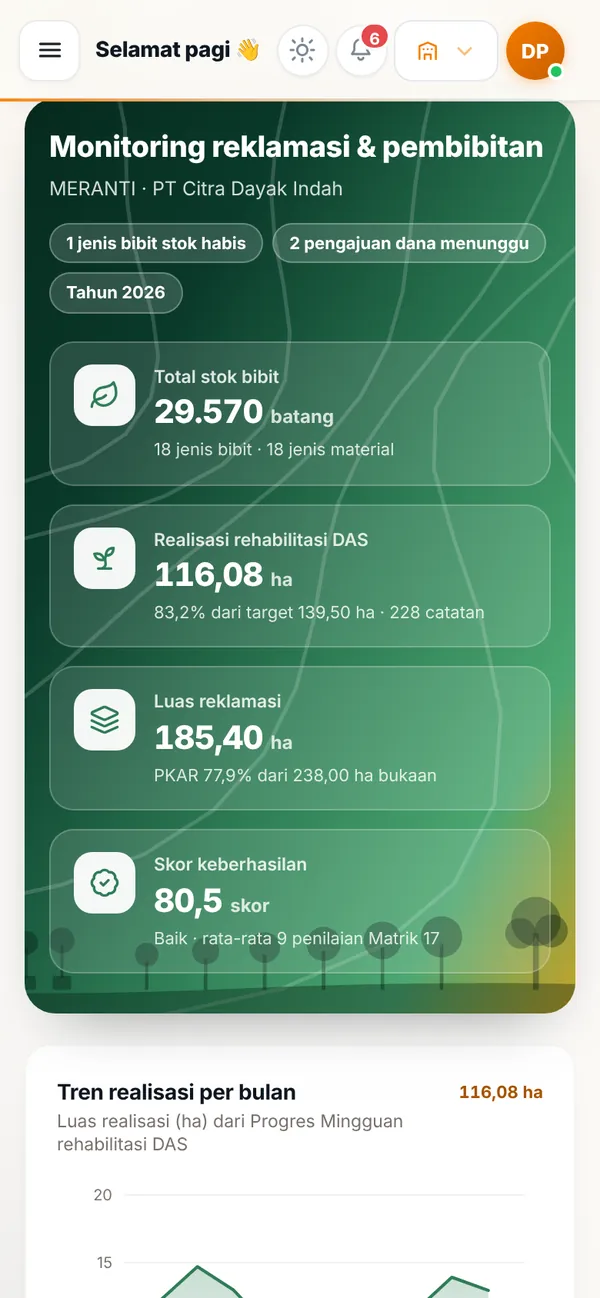 Selamat pagi 👋
6
DP
Monitoring reklamasi & pembibitan
MERANTI · PT Citra Dayak Indah
1 jenis bibit stok habis
2 pengajuan dana menunggu
Tahun 2026
Total stok bibit
29.570 batang
18 jenis bibit · 18 jenis material
Realisasi rehabilitasi DAS
116,08 ha
83,2% dari target 139,50 ha · 228 catatan
Luas reklamasi
185,40 ha
PKAR 77,9% dari 238,00 ha bukaan
Skor keberhasilan
80,5 skor
Baik · rata-rata 9 penilaian Matrik 17
Tren realisasi per bulan
116,08 ha
Luas realisasi (ha) dari Progres Mingguan
rehabilitasi DAS
20
15